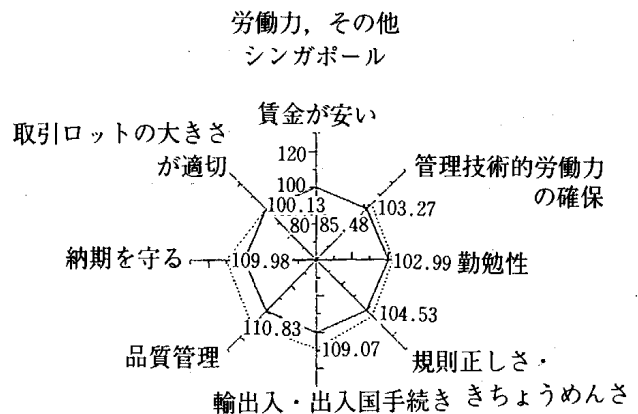 労働力，その他
シンガポール
賃金が安い
取引ロットの大きさ
が適切
管理技術的労働力
の確保
120
100
100.13
103.27
80
85.48
納期を守る
109.98
102.99
勤勉性
110.83
104.53
品質管理
109.07
規則正しさ・
きちょうめんさ
輸出入・出入国手続き